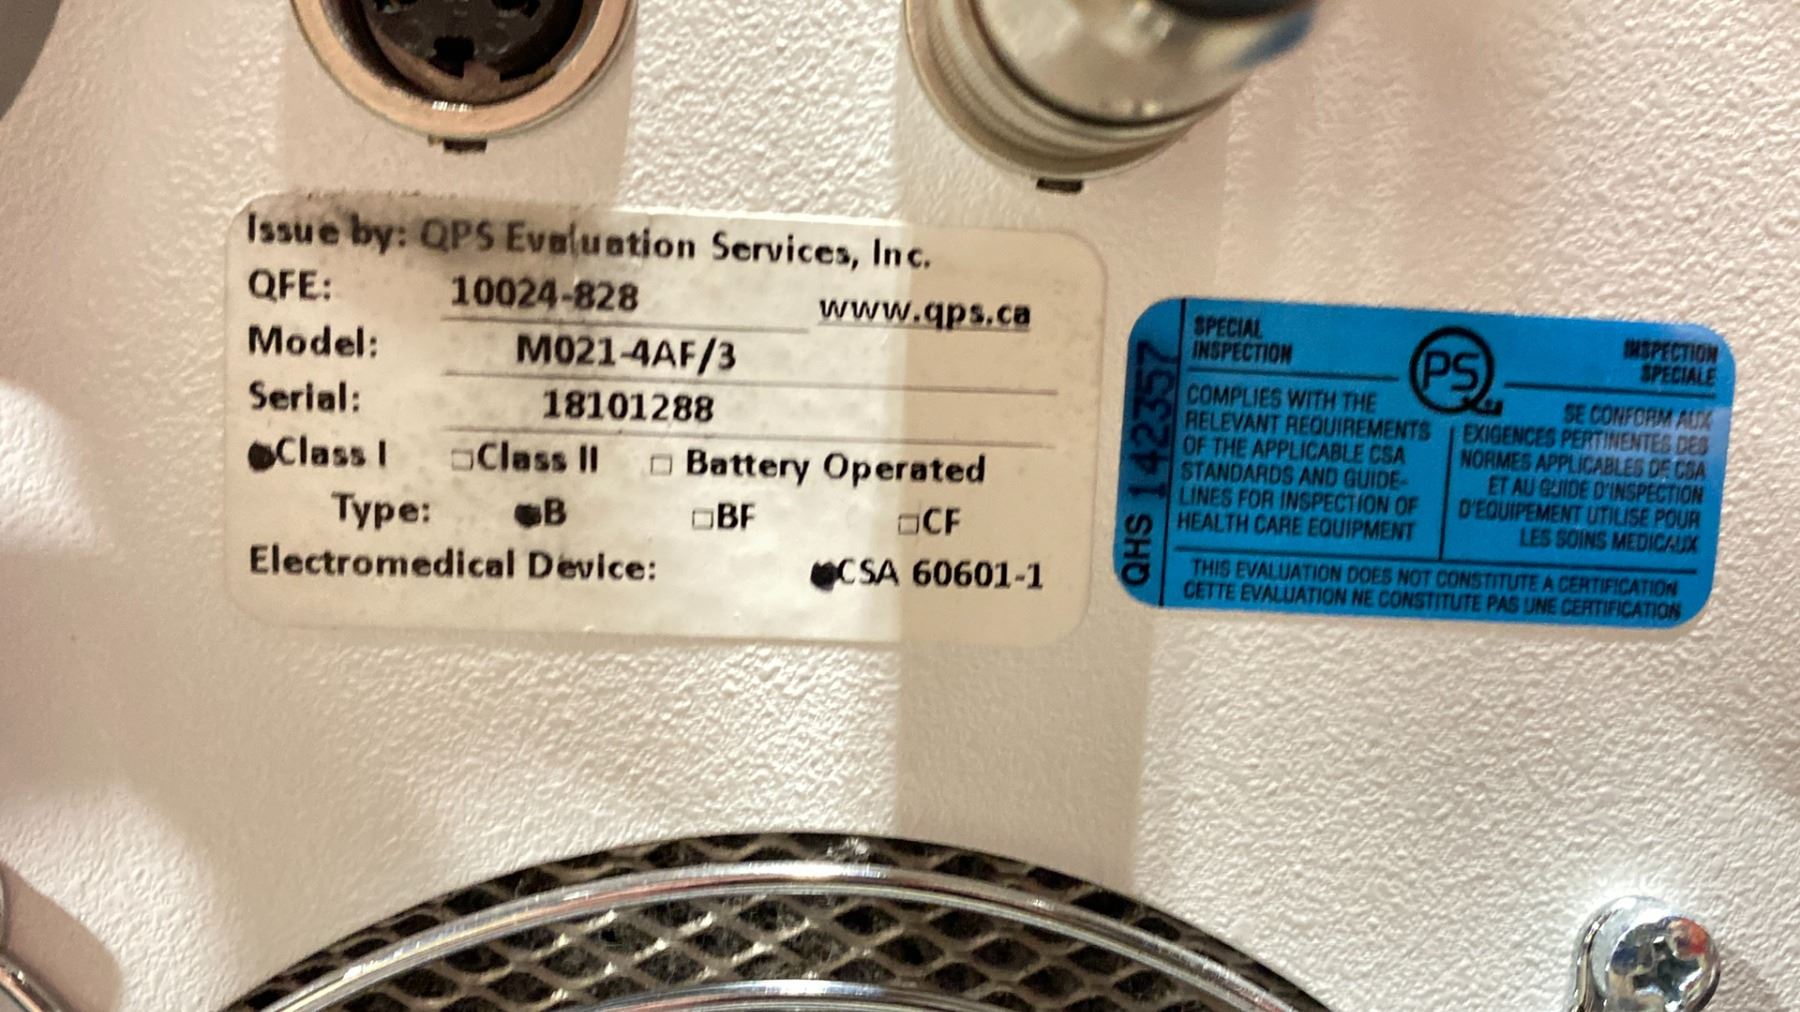 Issue by: QPS Evaluation Services, Inc.
QFE: 10024-828 www.qps.ca
Model: M021-4AF/3
Serial: 18101288
Class I □Class II □ Battery Operated
Type: B □BF □CF
Electromedical Device: CSA 60601-1
QHS 142357
SPECIAL
INSPECTION
QPS
INSPECTION
SPECIALE
COMPLIES WITH THE
RELEVANT REQUIREMENTS
OF THE APPLICABLE CSA
STANDARDS AND GUIDE-
LINES FOR INSPECTION OF
HEALTH CARE EQUIPMENT
SE CONFORM AUX
EXIGENCES PERTINENTES DES
NORMES APPLICABLES DE CSA
ET AU GUIDE D'INSPECTION
D'EQUIPEMENT UTILISE POUR
LES SOINS MEDICAUX
THIS EVALUATION DOES NOT CONSTITUTE A CERTIFICATION
CETTE EVALUATION NE CONSTITUTE PAS UNE CERTIFICATION